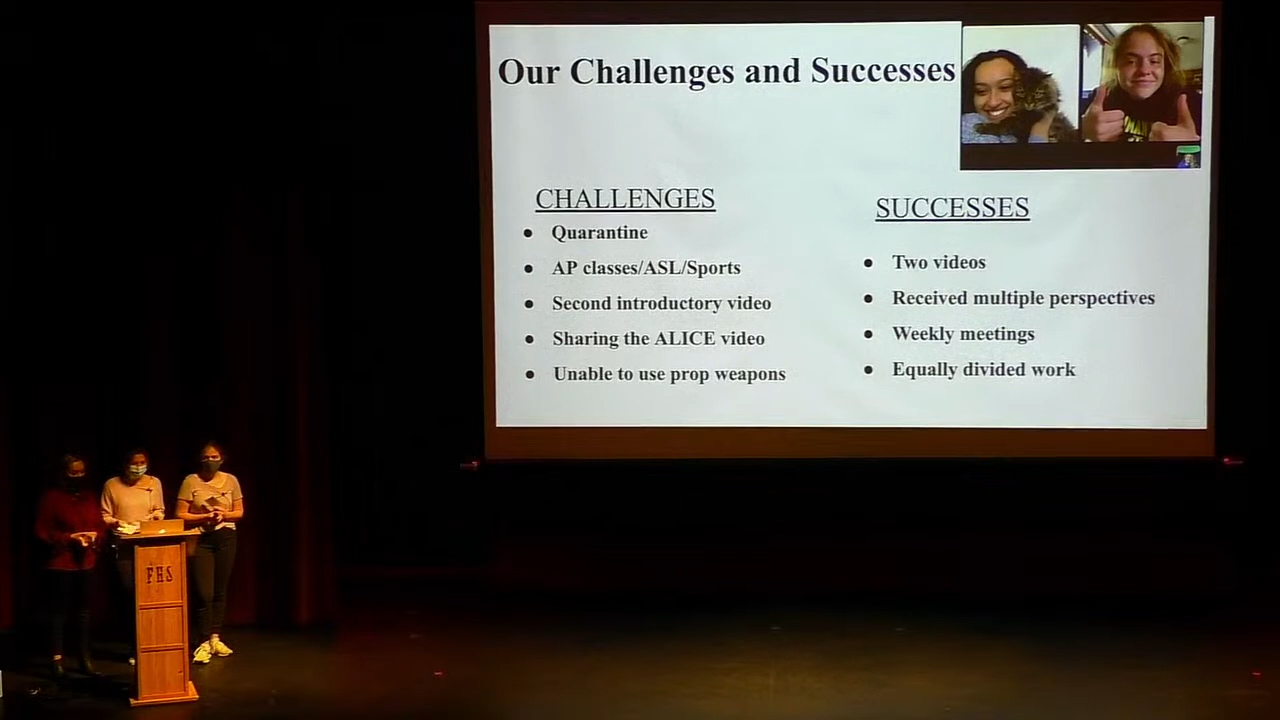 Our Challenges and Successes
CHALLENGES
• Quarantine
• AP classes/ASL/Sports
• Second introductory video
• Sharing the ALICE video
• Unable to use prop weapons
SUCCESSES
• Two videos
• Received multiple perspectives
• Weekly meetings
• Equally divided work
FHS